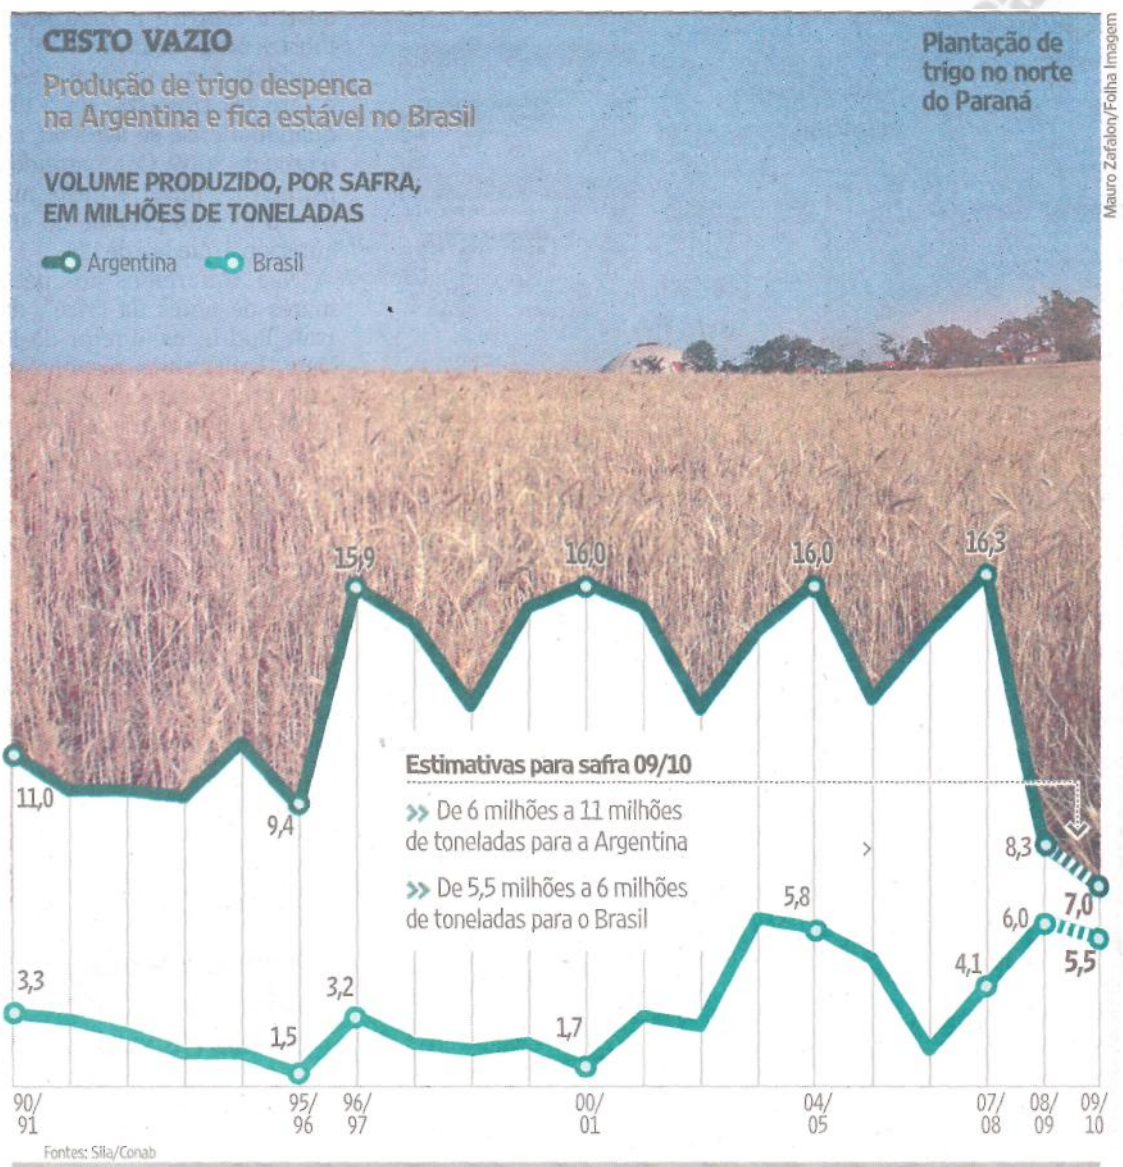 CESTO VAZIO
Produção de trigo despenca
na Argentina e fica estável no Brasil
VOLUME PRODUZIDO, POR SAFRA,
EM MILHÕES DE TONELADAS
Argentina Brasil
Plantação de
trigo no norte
do Paraná
Mauro Zafalon/Folha Imagem
15,9
16,0
16,0
16,3
11,0
9,4
8,3
7,0
Estimativas para safra 09/10
>> De 6 milhões a 11 milhões
de toneladas para a Argentina
>> De 5,5 milhões a 6 milhões
de toneladas para o Brasil
3,3
1,5
3,2
1,7
5,8
4,1
6,0
5,5
90/
91
95/
96
96/
97
00/
01
04/
05
07/
08
08/
09
09/
10
Fontes: Sila/Conab